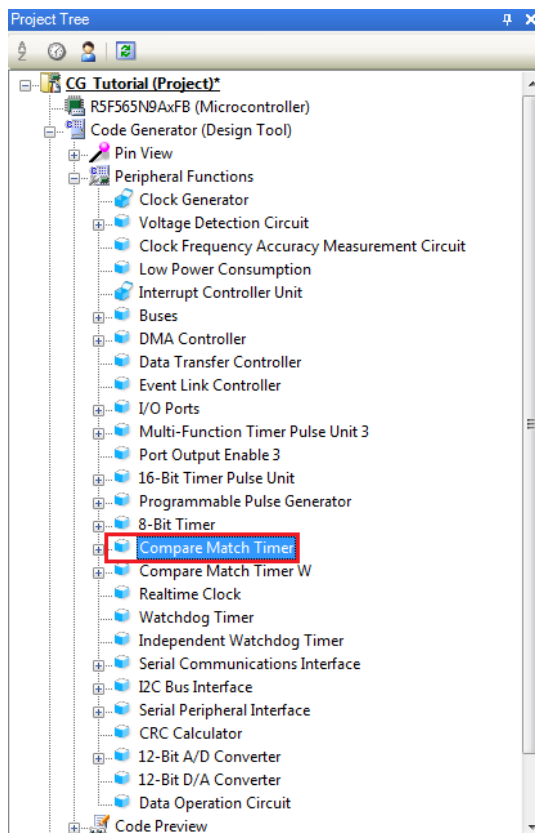 Project Tree
CG_Tutorial (Project)*
R5F565N9AxFB (Microcontroller)
Code Generator (Design Tool)
Pin View
Peripheral Functions
Clock Generator
Voltage Detection Circuit
Clock Frequency Accuracy Measurement Circuit
Low Power Consumption
Interrupt Controller Unit
Buses
DMA Controller
Data Transfer Controller
Event Link Controller
I/O Ports
Multi-Function Timer Pulse Unit 3
Port Output Enable 3
16-Bit Timer Pulse Unit
Programmable Pulse Generator
8-Bit Timer
Compare Match Timer
Compare Match Timer W
Realtime Clock
Watchdog Timer
Independent Watchdog Timer
Serial Communications Interface
I2C Bus Interface
Serial Peripheral Interface
CRC Calculator
12-Bit A/D Converter
12-Bit D/A Converter
Data Operation Circuit
Code Preview